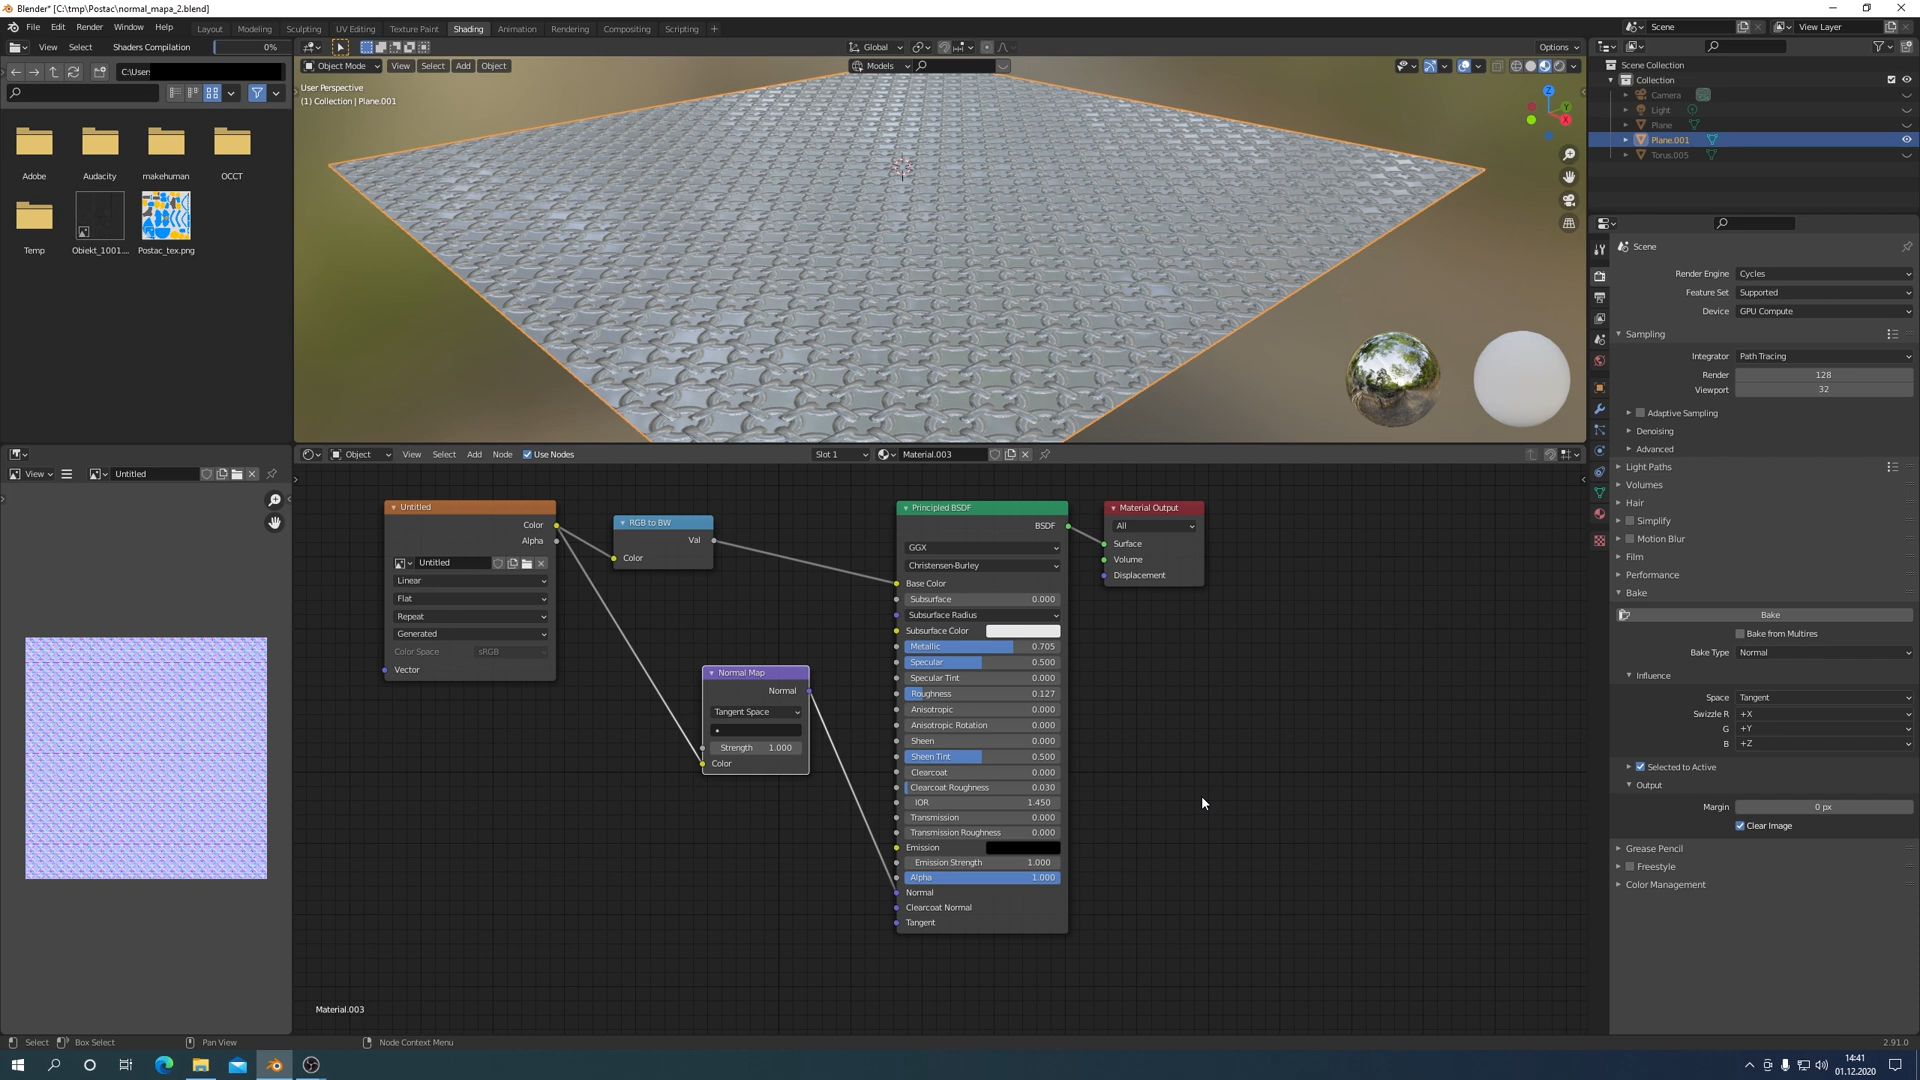 Blender* [C:\tmp\Postac\normal_mapa_2.blend]
File Edit Render Window Help
Layout Modeling Sculpting UV Editing Texture Paint Shading Animation Rendering Compositing Scripting +
Scene
View Layer
View Select Shaders Compilation 0%
Global
Options
C:\User
Object Mode View Select Add Object
Models
User Perspective
(1) Collection | Plane.001
Z
Y
X
Adobe Audacity makehuman OCCT
Temp Obiekt_1001.... Postac_tex.png
Scene Collection
Collection
Camera
Light
Plane
Plane.001
Torus.005
Scene
Render Engine Cycles
Feature Set Supported
Device GPU Compute
Sampling
Integrator Path Tracing
Render 128
Viewport 32
Adaptive Sampling
Denoising
Advanced
Light Paths
Volumes
Hair
Simplify
Motion Blur
Film
Performance
Bake
Bake
Bake from Multires
Bake Type Normal
Influence
Space Tangent
Swizzle R +X
G +Y
B +Z
Selected to Active
Output
Margin 0 px
Clear Image
Grease Pencil
Freestyle
Color Management
View Untitled
Object View Select Add Node Use Nodes Slot 1 Material.003
Untitled
Color
Alpha
Untitled
Linear
Flat
Repeat
Generated
Color Space sRGB
Vector
RGB to BW
Val
Color
Normal Map
Normal
Tangent Space
Strength 1.000
Color
Principled BSDF
BSDF
GGX
Christensen-Burley
Base Color
Subsurface 0.000
Subsurface Radius
Subsurface Color
Metallic 0.705
Specular 0.500
Specular Tint 0.000
Roughness 0.127
Anisotropic 0.000
Anisotropic Rotation 0.000
Sheen 0.000
Sheen Tint 0.500
Clearcoat 0.000
Clearcoat Roughness 0.030
IOR 1.450
Transmission 0.000
Transmission Roughness 0.000
Emission
Emission Strength 1.000
Alpha 1.000
Normal
Clearcoat Normal
Tangent
Material Output
All
Surface
Volume
Displacement
Material.003
Select Box Select Pan View Node Context Menu 2.91.0
14:41
01.12.2020